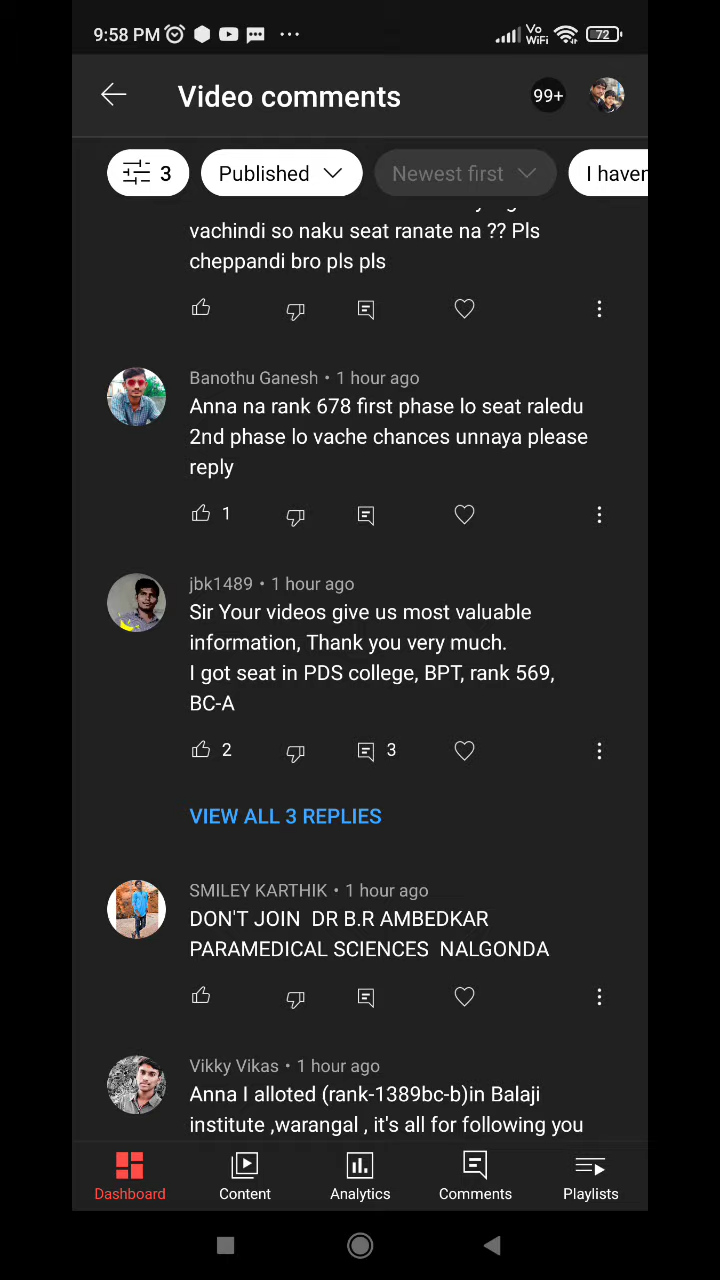 9:58 PM
Vo
WiFi
72
Video comments
99+
3
Published
Newest first
I haven
vachindi so naku seat ranate na ?? Pls
cheppandi bro pls pls
Banothu Ganesh • 1 hour ago
Anna na rank 678 first phase lo seat raledu
2nd phase lo vache chances unnaya please
reply
1
jbk1489 • 1 hour ago
Sir Your videos give us most valuable
information, Thank you very much.
I got seat in PDS college, BPT, rank 569,
BC-A
2
3
VIEW ALL 3 REPLIES
SMILEY KARTHIK • 1 hour ago
DON'T JOIN DR B.R AMBEDKAR
PARAMEDICAL SCIENCES NALGONDA
Vikky Vikas • 1 hour ago
Anna I alloted (rank-1389bc-b)in Balaji
institute ,warangal , it's all for following you
Dashboard
Content
Analytics
Comments
Playlists